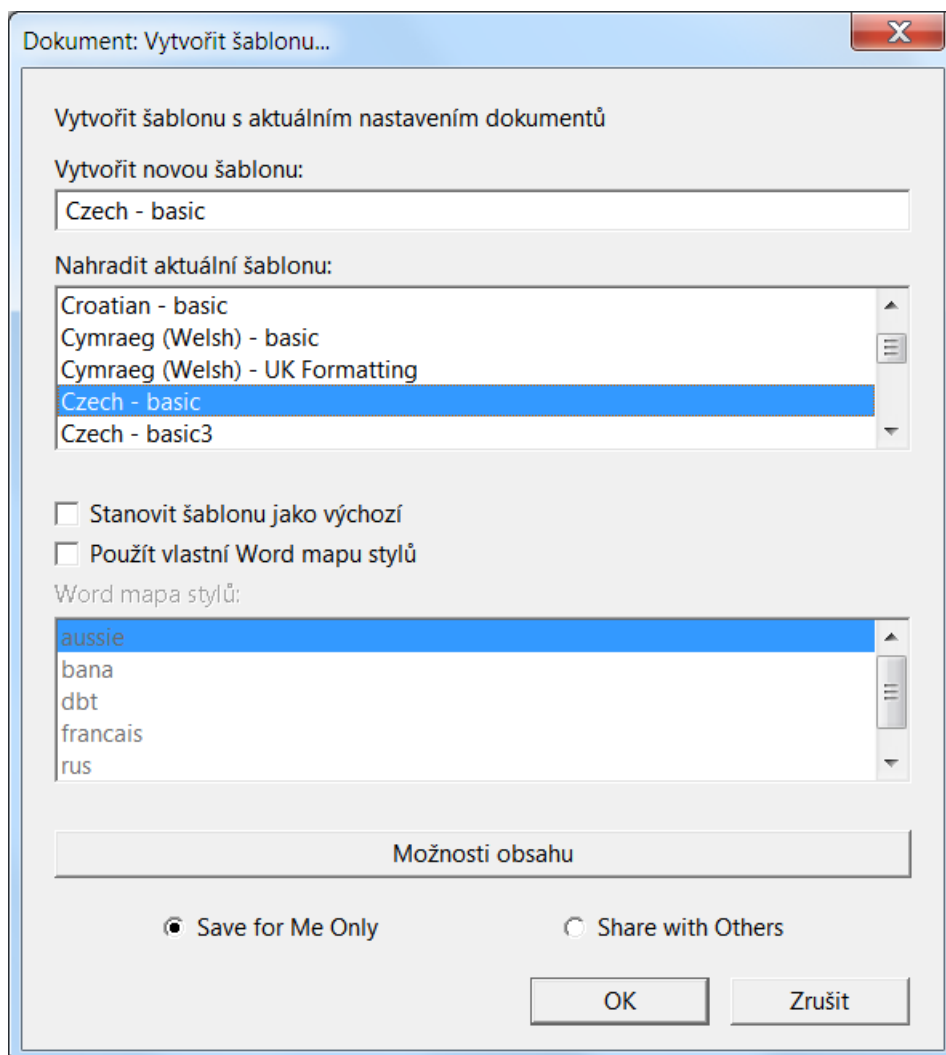 Dokument: Vytvořit šablonu...
Vytvořit šablonu s aktuálním nastavením dokumentů
Vytvořit novou šablonu:
Czech - basic
Nahradit aktuální šablonu:
Croatian - basic
Cymraeg (Welsh) - basic
Cymraeg (Welsh) - UK Formatting
Czech - basic
Czech - basic3
Stanovit šablonu jako výchozí
Použít vlastní Word mapu stylů
Word mapa stylů:
aussie
bana
dbt
francais
rus
Možnosti obsahu
Save for Me Only Share with Others
OK Zrušit